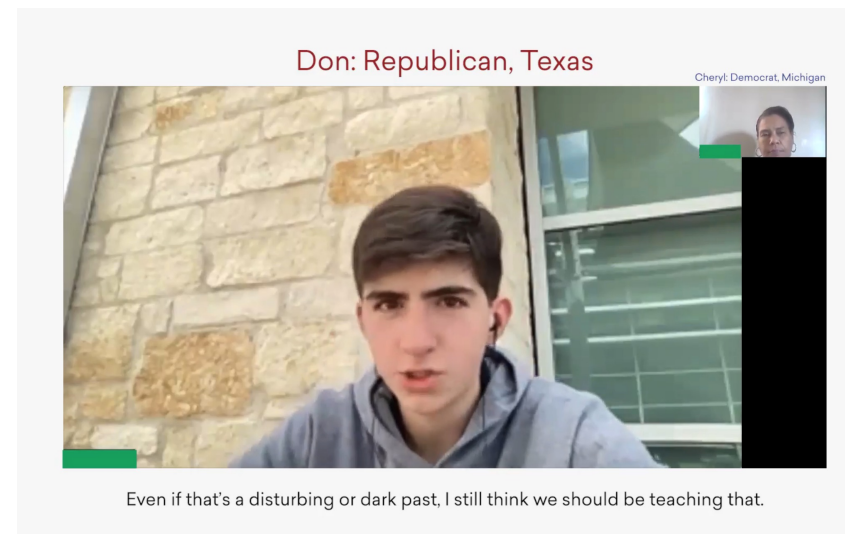 Don: Republican, Texas
Cheryl: Democrat, Michigan
Even if that's a disturbing or dark past, I still think we should be teaching that.